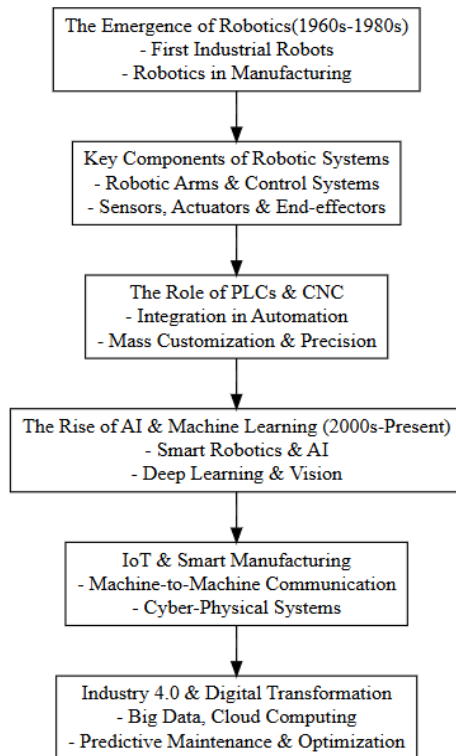 The Emergence of Robotics(1960s-1980s)
- First Industrial Robots
- Robotics in Manufacturing
Key Components of Robotic Systems
- Robotic Arms & Control Systems
- Sensors, Actuators & End-effectors
The Role of PLCs & CNC
- Integration in Automation
- Mass Customization & Precision
The Rise of AI & Machine Learning (2000s-Present)
- Smart Robotics & AI
- Deep Learning & Vision
IoT & Smart Manufacturing
- Machine-to-Machine Communication
- Cyber-Physical Systems
Industry 4.0 & Digital Transformation
- Big Data, Cloud Computing
- Predictive Maintenance & Optimization